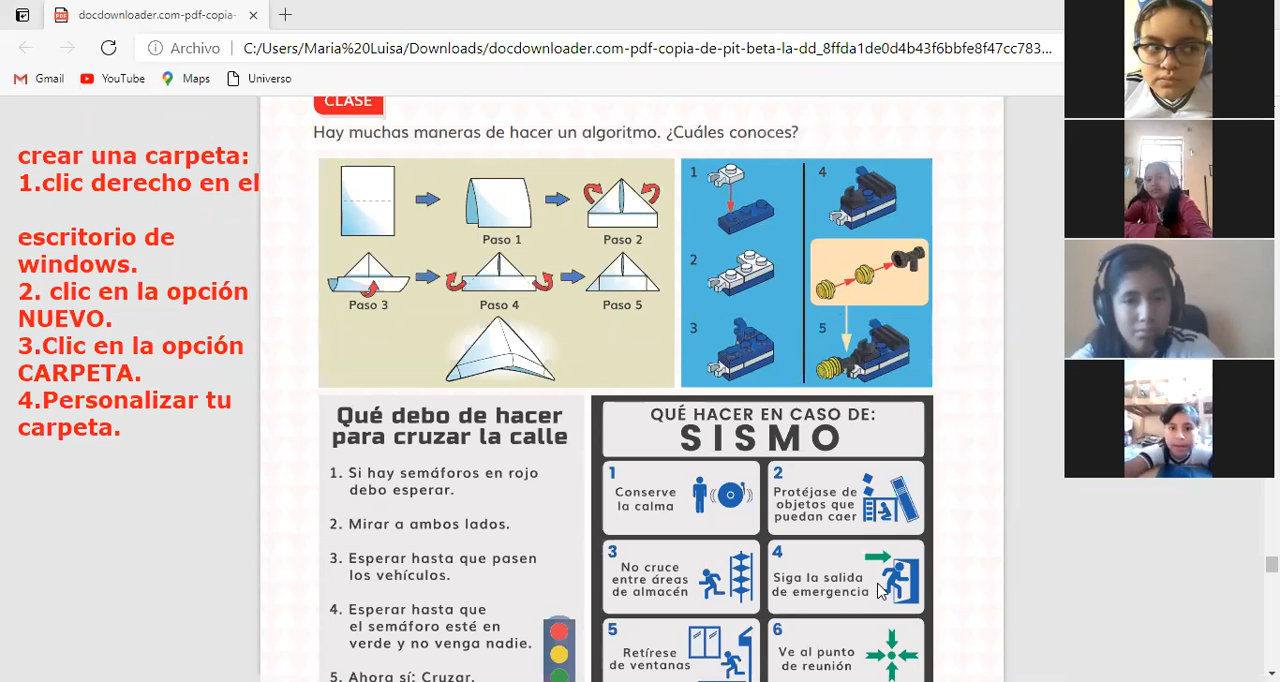 docdownloader.com-pdf-copia-
Archivo
C:/Users/Maria%20Luisa/Downloads/docdownloader.com-pdf-copia-de-pit-beta-la-dd_8ffda1de0d4b43f6bbfe8f47cc783...
Gmail YouTube Maps Universo
CLASE
Hay muchas maneras de hacer un algoritmo. ¿Cuáles conoces?
crear una carpeta:
1.clic derecho en el
escritorio de
windows.
2. clic en la opción
NUEVO.
3.Clic en la opción
CARPETA.
4.Personalizar tu
carpeta.
Paso 1
Paso 2
Paso 3
Paso 4
Paso 5
1
2
3
4
5
Qué debo de hacer
para cruzar la calle
1. Si hay semáforos en rojo
debo esperar.
2. Mirar a ambos lados.
3. Esperar hasta que pasen
los vehículos.
4. Esperar hasta que
el semáforo esté en
verde y no venga nadie.
5. Ahora sí: Cruzar.
QUÉ HACER EN CASO DE:
SISMO
1
Conserve
la calma
2
Protéjase de
objetos que
puedan caer
3
No cruce
entre áreas
de almacén
4
Siga la salida
de emergencia
5
Retírese
de ventanas
6
Ve al punto
de reunión